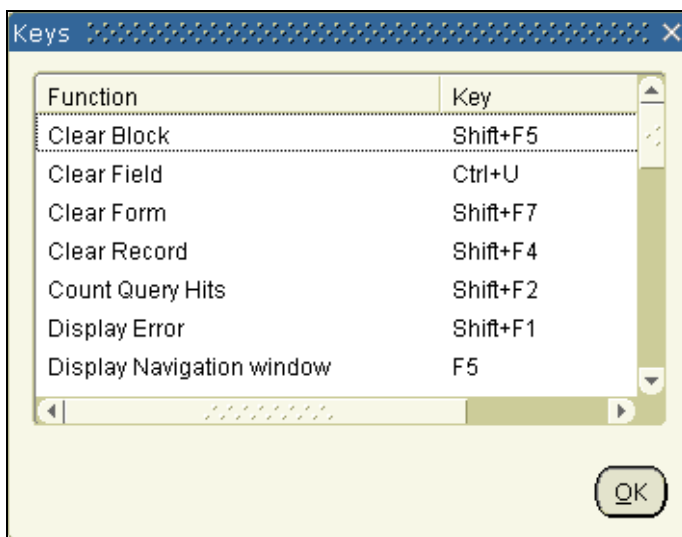 Keys
Function Key
Clear Block Shift+F5
Clear Field Ctrl+U
Clear Form Shift+F7
Clear Record Shift+F4
Count Query Hits Shift+F2
Display Error Shift+F1
Display Navigation window F5
OK